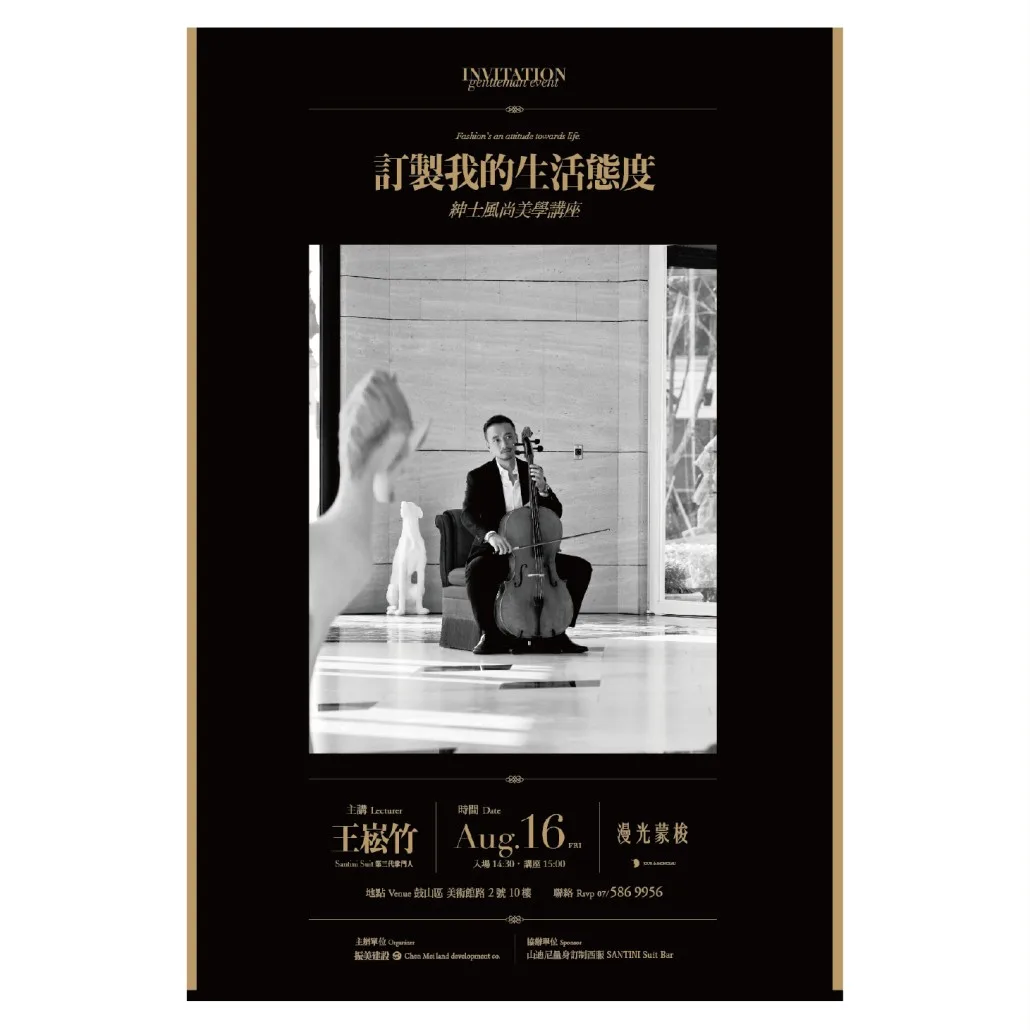 INVITATION
gentleman event
Fashion's an attitude towards life.
訂製我的生活態度
紳士風尚美學講座
主講 Lecturer
王崧竹
Santini Suit 第三代掌門人
時間 Date
Aug.16 FRI
入場 14:30・講座 15:00
漫光蒙梭
地點 Venue 鼓山區 美術館路 2 號 10 樓
聯絡 Rsvp 07/586 9956
主辦單位 Organizer
振美建設 Chen Mei land development co.
協辦單位 Sponsor
山迪尼量身訂制西服 SANTINI Suit Bar